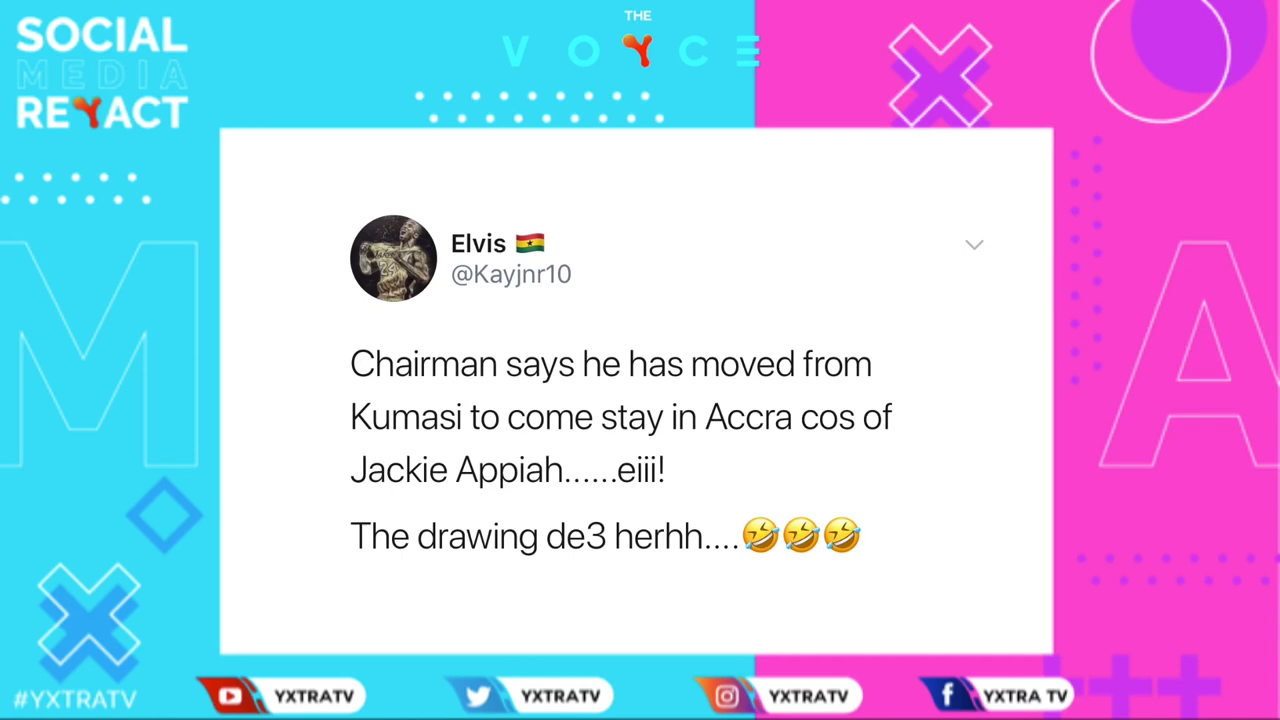 SOCIAL
MEDIA
REYACT
THE
VOYCE
M
A
Elvis 🇬🇭
@Kayjnr10
Chairman says he has moved from
Kumasi to come stay in Accra cos of
Jackie Appiah......eiii!
The drawing de3 herhh....🤣🤣🤣
#YXTRATV
YXTRATV
YXTRATV
YXTRATV
YXTRA TV